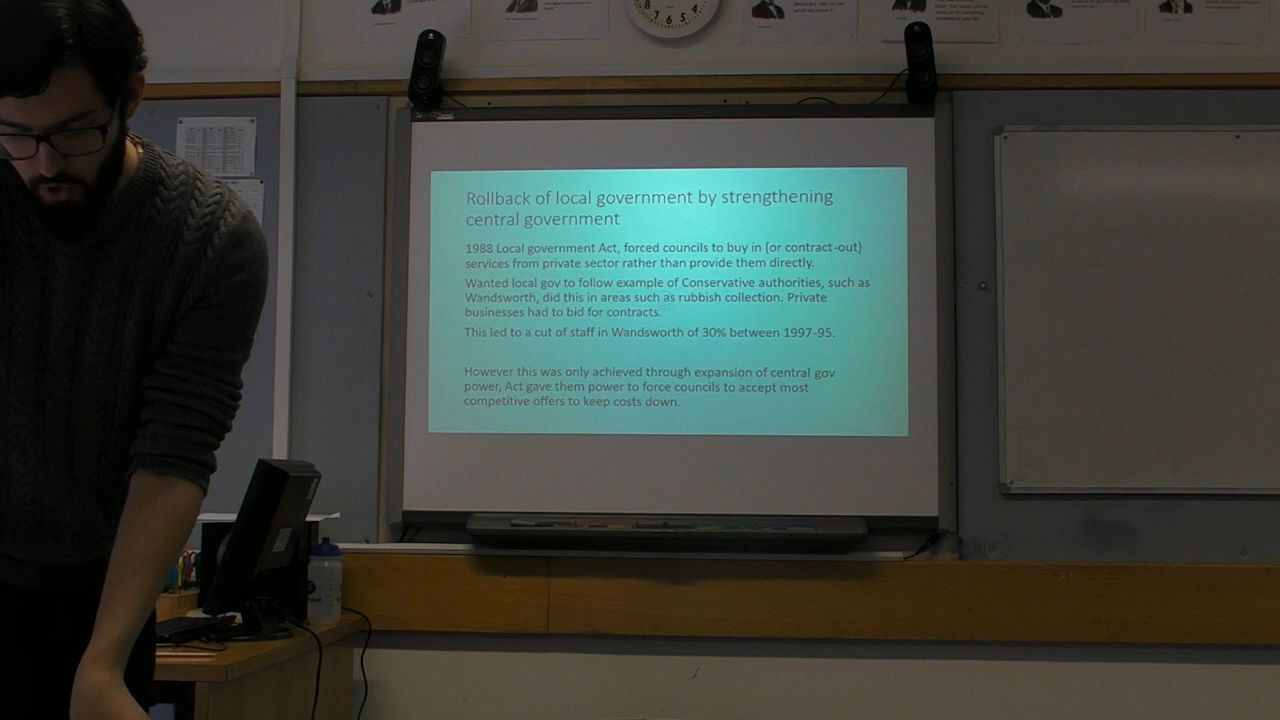 8 7 6 5 4
Rollback of local government by strengthening
central government
1988 Local government Act, forced councils to buy in (or contract-out)
services from private sector rather than provide them directly.
Wanted local gov to follow example of Conservative authorities, such as
Wandsworth, did this in areas such as rubbish collection. Private
businesses had to bid for contracts.
This led to a cut of staff in Wandsworth of 30% between 1997-95.
However this was only achieved through expansion of central gov
power, Act gave them power to force councils to accept most
competitive offers to keep costs down.